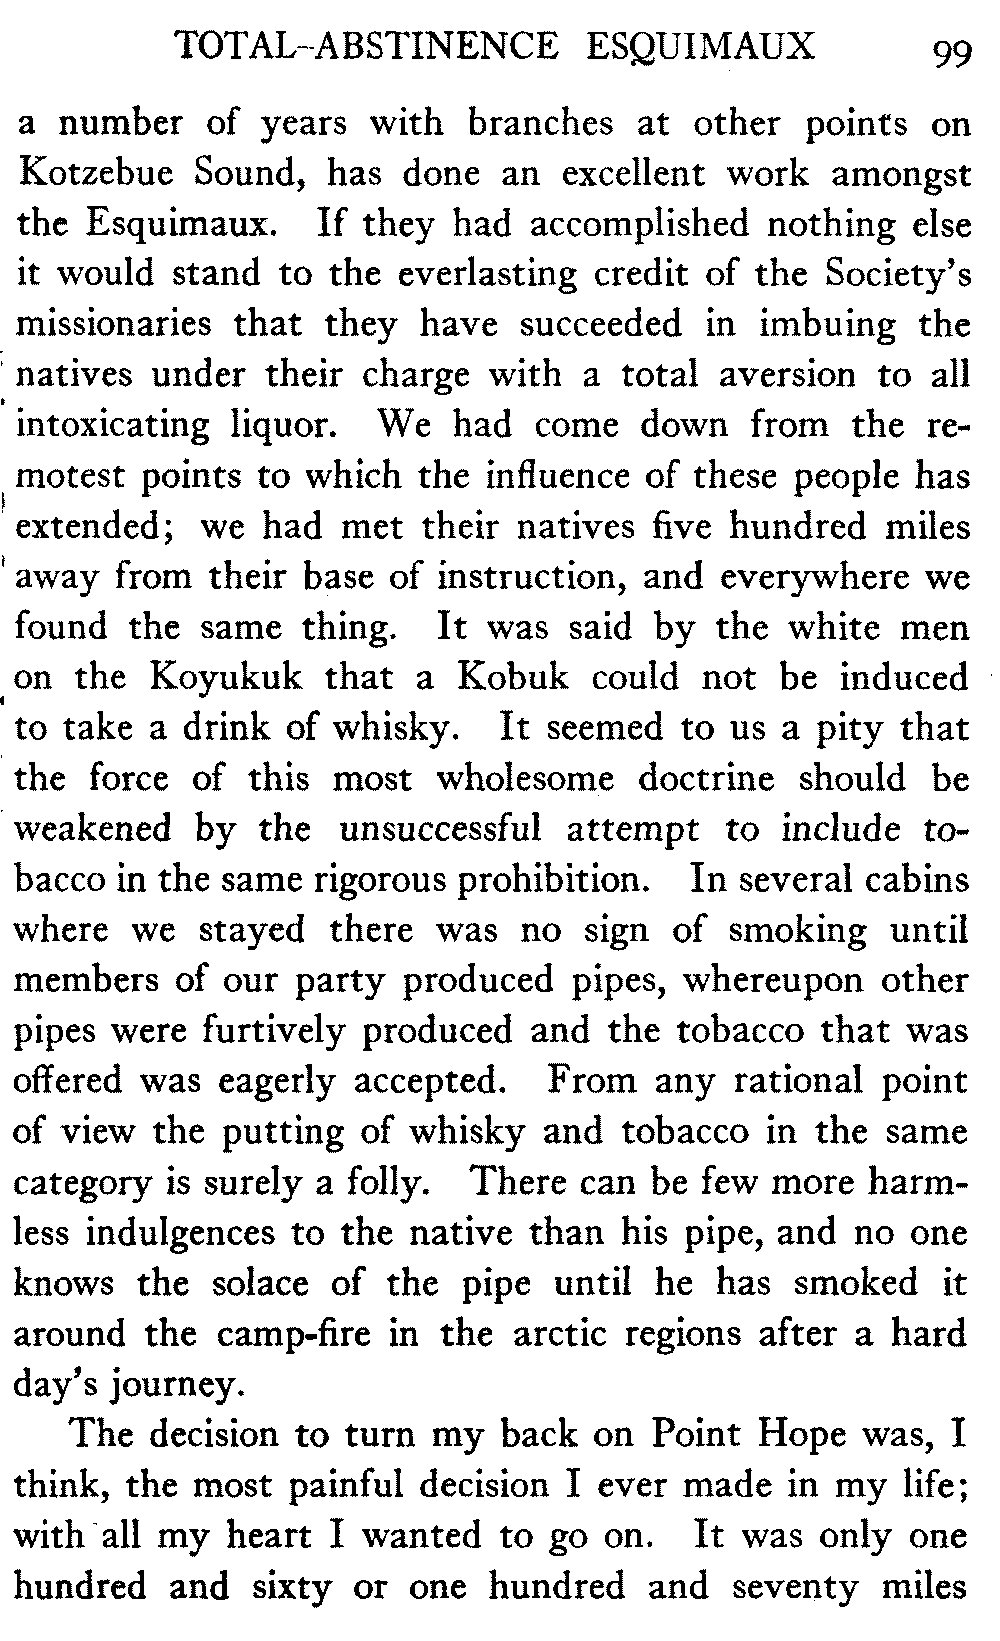 TOTAL-ABSTINENCE ESQUIMAUX 99
a number of years with branches at other points on
Kotzebue Sound, has done an excellent work amongst
the Esquimaux. If they had accomplished nothing else
it would stand to the everlasting credit of the Society's
missionaries that they have succeeded in imbuing the
natives under their charge with a total aversion to all
intoxicating liquor. We had come down from the re-
motest points to which the influence of these people has
extended; we had met their natives five hundred miles
away from their base of instruction, and everywhere we
found the same thing. It was said by the white men
on the Koyukuk that a Kobuk could not be induced
to take a drink of whisky. It seemed to us a pity that
the force of this most wholesome doctrine should be
weakened by the unsuccessful attempt to include to-
bacco in the same rigorous prohibition. In several cabins
where we stayed there was no sign of smoking until
members of our party produced pipes, whereupon other
pipes were furtively produced and the tobacco that was
offered was eagerly accepted. From any rational point
of view the putting of whisky and tobacco in the same
category is surely a folly. There can be few more harm-
less indulgences to the native than his pipe, and no one
knows the solace of the pipe until he has smoked it
around the camp-fire in the arctic regions after a hard
day's journey.
The decision to turn my back on Point Hope was, I
think, the most painful decision I ever made in my life;
with all my heart I wanted to go on. It was only one
hundred and sixty or one hundred and seventy miles